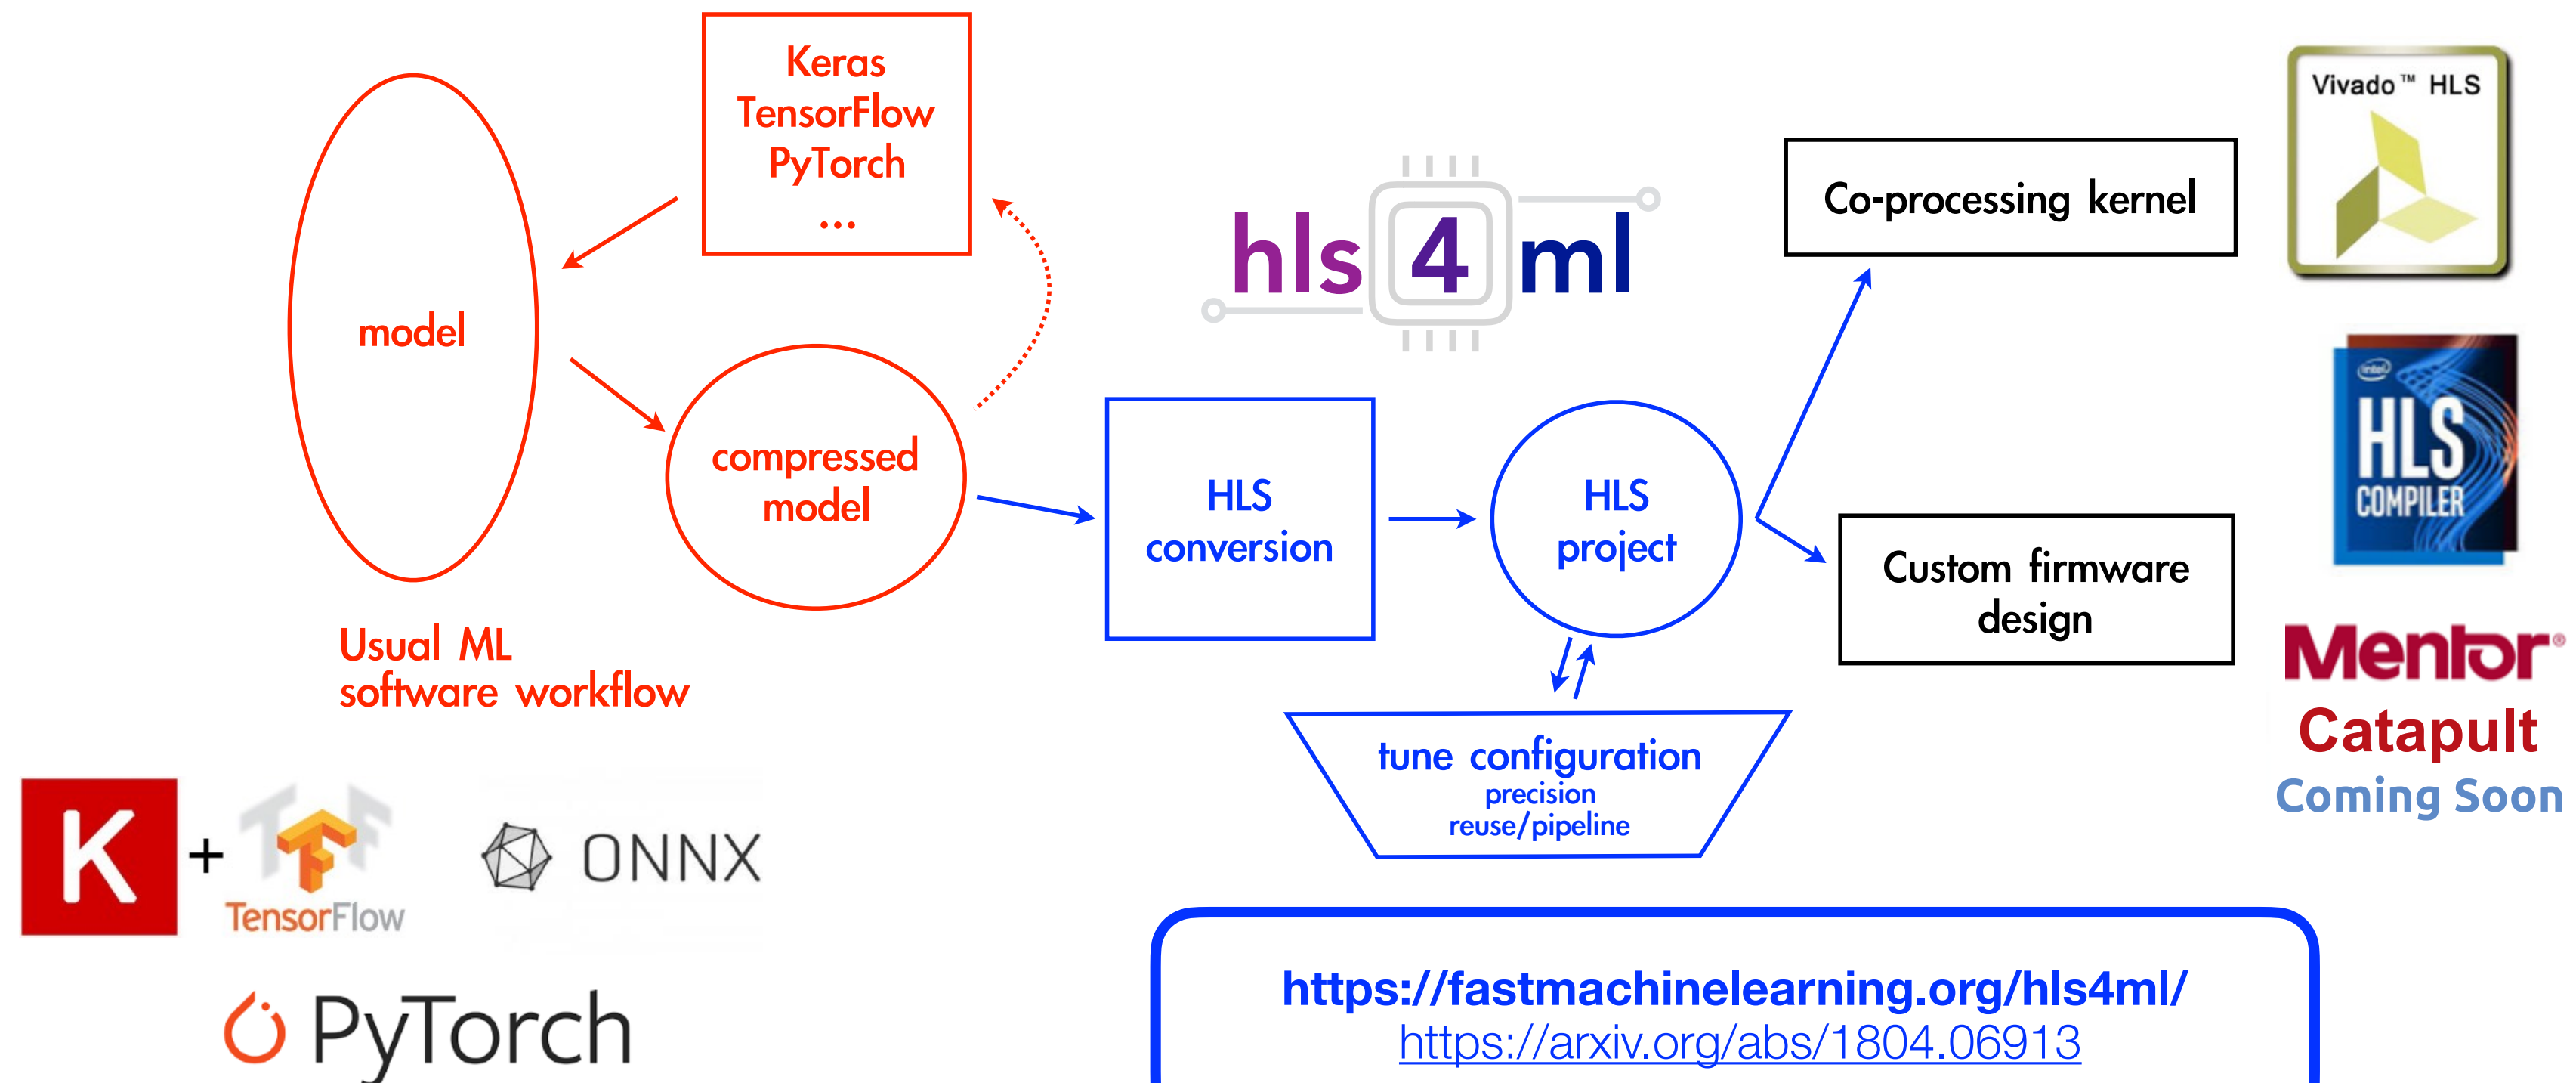 Keras
TensorFlow
PyTorch
...
model
compressed
model
Usual ML
software workflow
K
+
TensorFlow
ONNX
PyTorch
hls 4 ml
HLS
conversion
HLS
project
tune configuration
precision
reuse/pipeline
Co-processing kernel
Custom firmware
design
Vivado™ HLS
intel
HLS
COMPILER
Mentor®
Catapult
Coming Soon
https://fastmachinelearning.org/hls4ml/
https://arxiv.org/abs/1804.06913